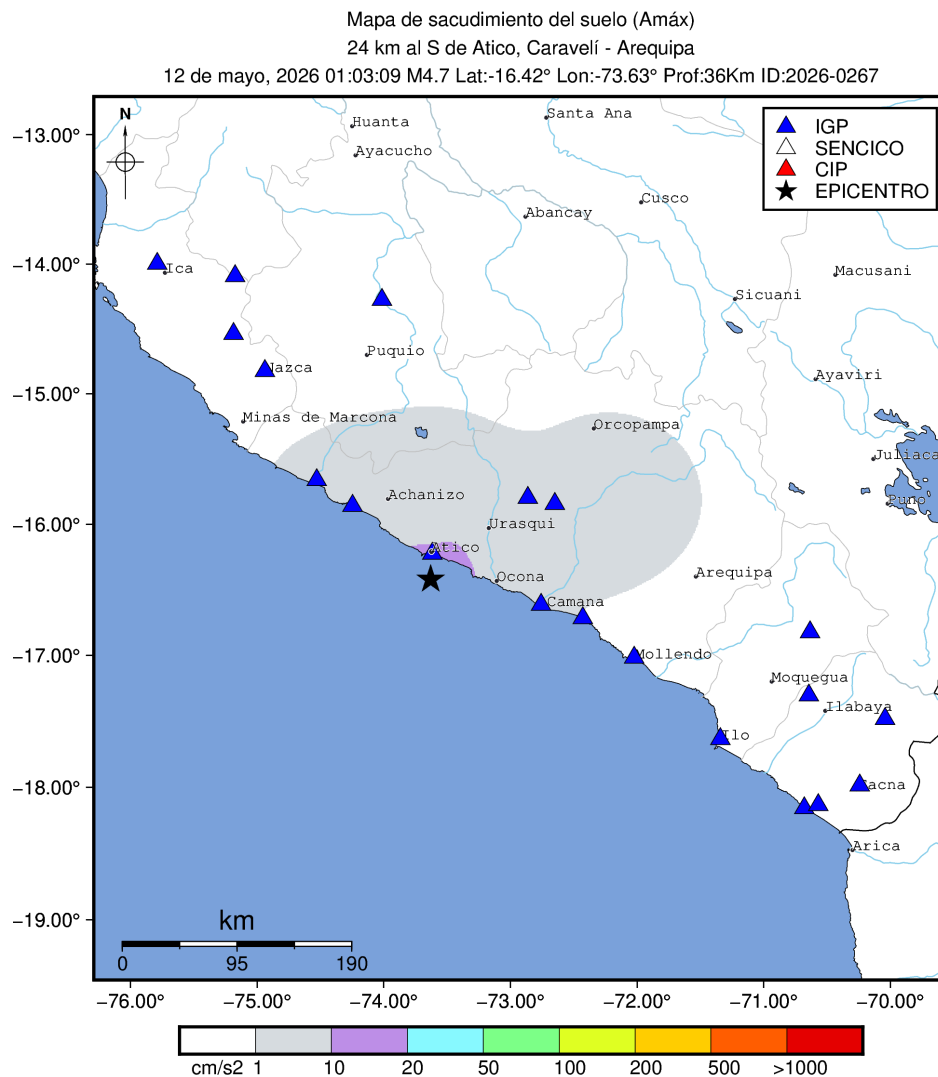 Mapa de sacudimiento del suelo (Amáx)
24 km al S de Atico, Caravelí - Arequipa
12 de mayo, 2026 01:03:09 M4.7 Lat:-16.42° Lon:-73.63° Prof:36Km ID:2026-0267
N
IGP
SENCICO
CIP
EPICENTRO
Huanta
Santa Ana
Ayacucho
Cusco
Abancay
Ica
Macusani
Sicuani
Puquio
Ayaviri
Minas de Marcona
Orcopampa
Juliaca
Achanizo
Puno
Urasqui
Atico
Ocona
Arequipa
Camana
Mollendo
Moquegua
Ilabaya
Ilo
Tacna
Arica
−13.00°
−14.00°
−15.00°
−16.00°
−17.00°
−18.00°
−19.00°
km
0 95 190
−76.00° −75.00° −74.00° −73.00° −72.00° −71.00° −70.00°
cm/s2 1 10 20 50 100 200 500 >1000